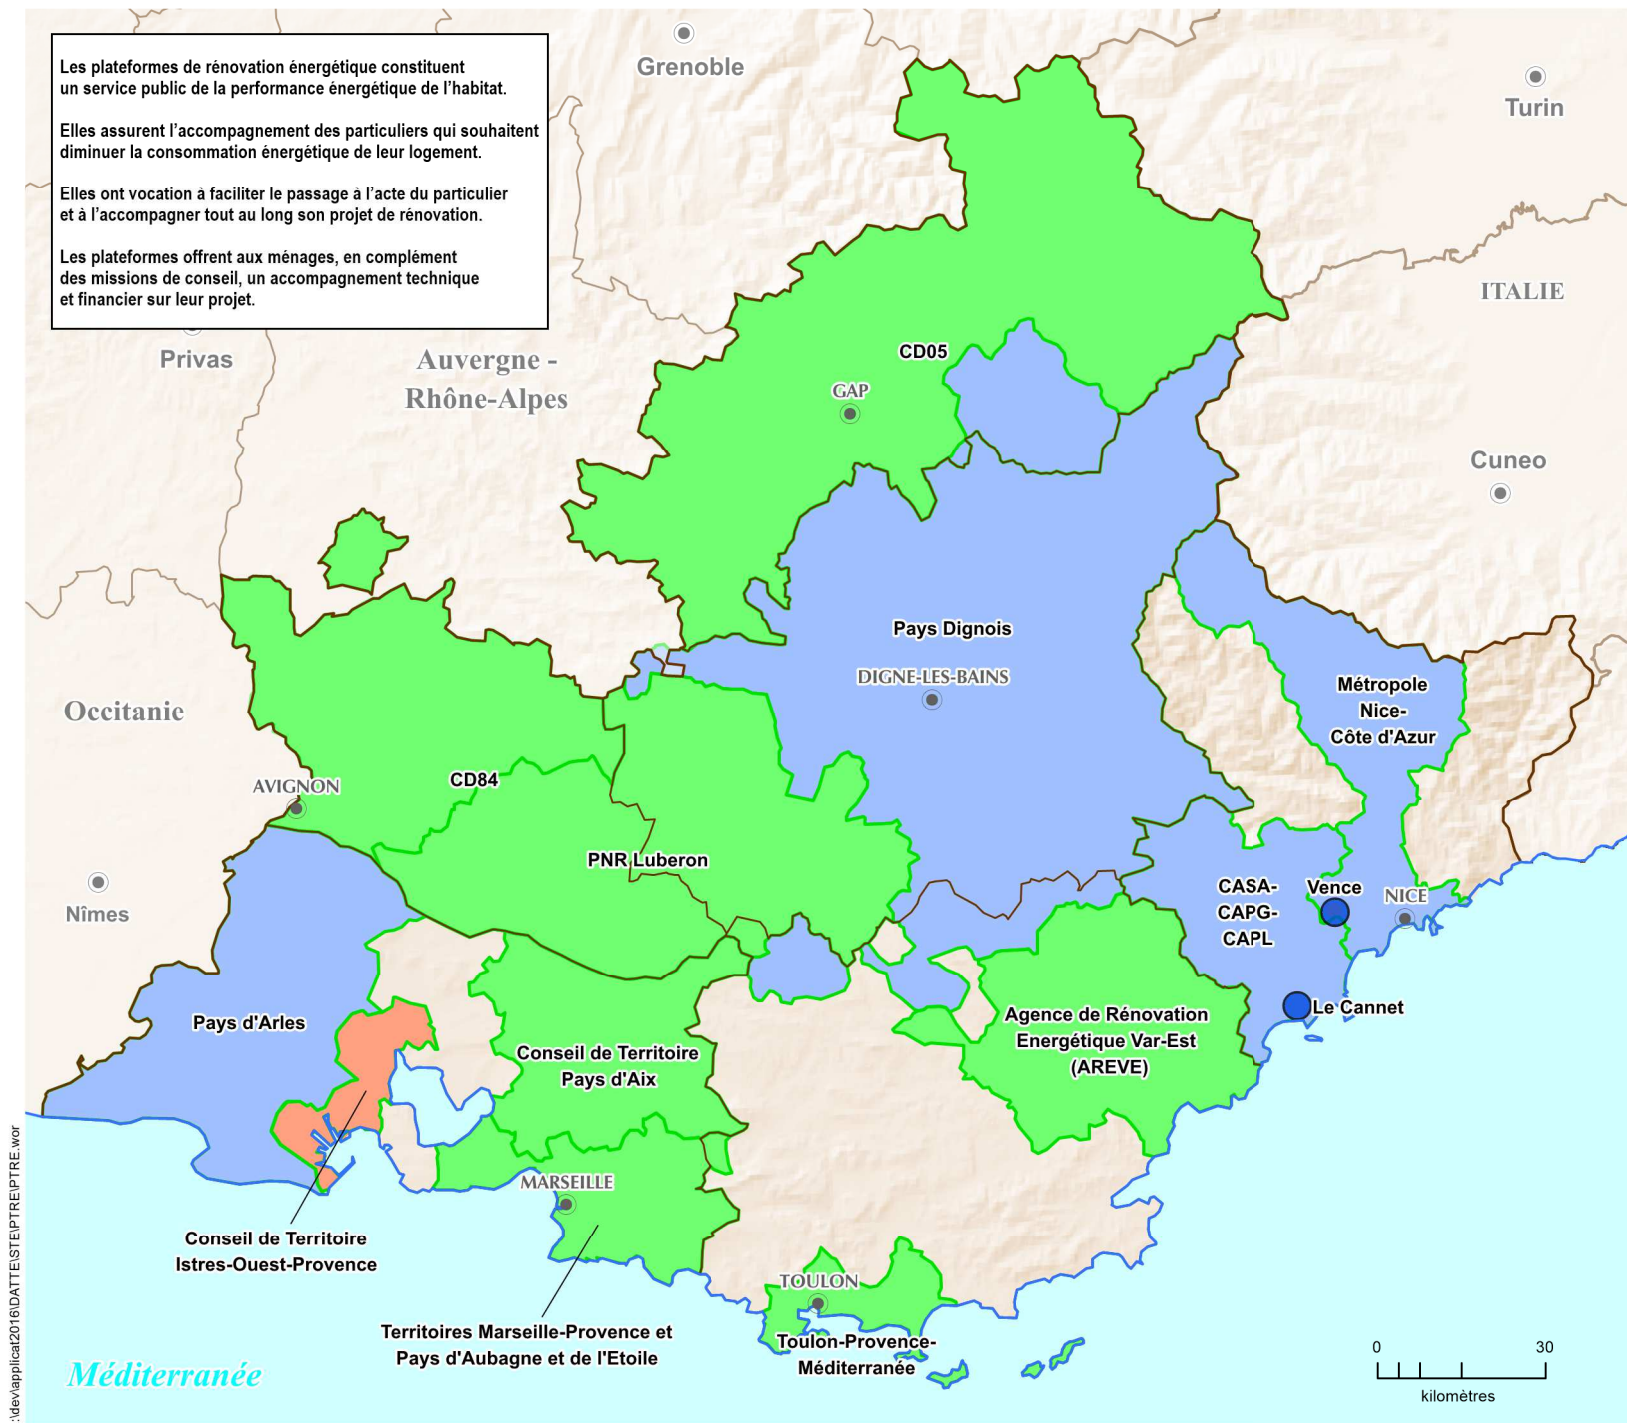 Les plateformes de rénovation énergétique constituent
un service public de la performance énergétique de l'habitat.
Elles assurent l'accompagnement des particuliers qui souhaitent
diminuer la consommation énergétique de leur logement.
Elles ont vocation à faciliter le passage à l'acte du particulier
et à l'accompagner tout au long son projet de rénovation.
Les plateformes offrent aux ménages, en complément
des missions de conseil, un accompagnement technique
et financier sur leur projet.
Grenoble
Turin
ITALIE
Privas
Auvergne -
Rhône-Alpes
CD05
GAP
Cuneo
Pays Dignois
DIGNE-LES-BAINS
Métropole
Nice-
Côte d'Azur
Occitanie
AVIGNON
CD84
PNR Luberon
CASA-
CAPG-
CAPL
Vence
NICE
Nîmes
Le Cannet
Pays d'Arles
Agence de Rénovation
Energétique Var-Est
(AREVE)
Conseil de Territoire
Pays d'Aix
MARSEILLE
Conseil de Territoire
Istres-Ouest-Provence
TOULON
Territoires Marseille-Provence et
Pays d'Aubagne et de l'Etoile
Toulon-Provence-
Méditerranée
Méditerranée
0 30
kilomètres
:\dev\applicat2016\DATTE\STE\PTRE\PTRE.wor